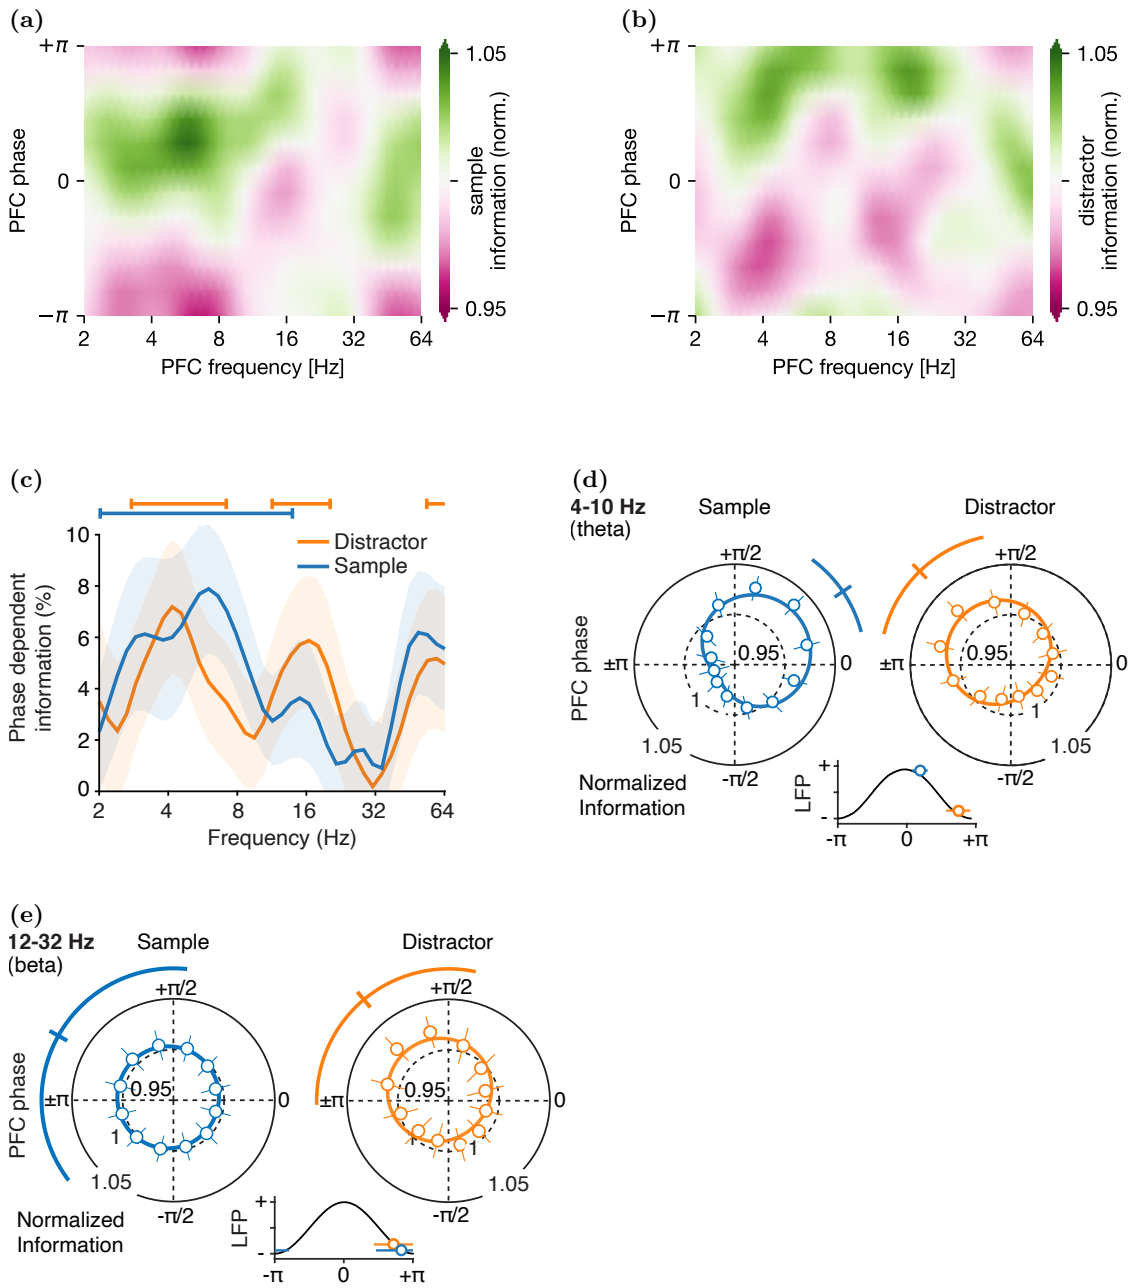 (a)
+π
0
−π
PFC phase
2 4 8 16 32 64
PFC frequency [Hz]
1.05
0.95
sample
information (norm.)
(b)
+π
0
−π
PFC phase
2 4 8 16 32 64
PFC frequency [Hz]
1.05
0.95
distractor
information (norm.)
(c)
Phase dependent
information (%)
10
8
6
4
2
0
Distractor
Sample
2 4 8 16 32 64
Frequency (Hz)
(d)
4-10 Hz
(theta)
Sample
Distractor
PFC phase
+π/2
±π
0.95
0
1
1.05
-π/2
+π/2
±π
0.95
0
1
1.05
-π/2
Normalized
Information
LFP
+
-
-π 0 +π
(e)
12-32 Hz
(beta)
Sample
Distractor
PFC phase
+π/2
±π
0.95
0
1
1.05
-π/2
+π/2
±π
0.95
0
1
1.05
-π/2
Normalized
Information
LFP
+
-
-π 0 +π